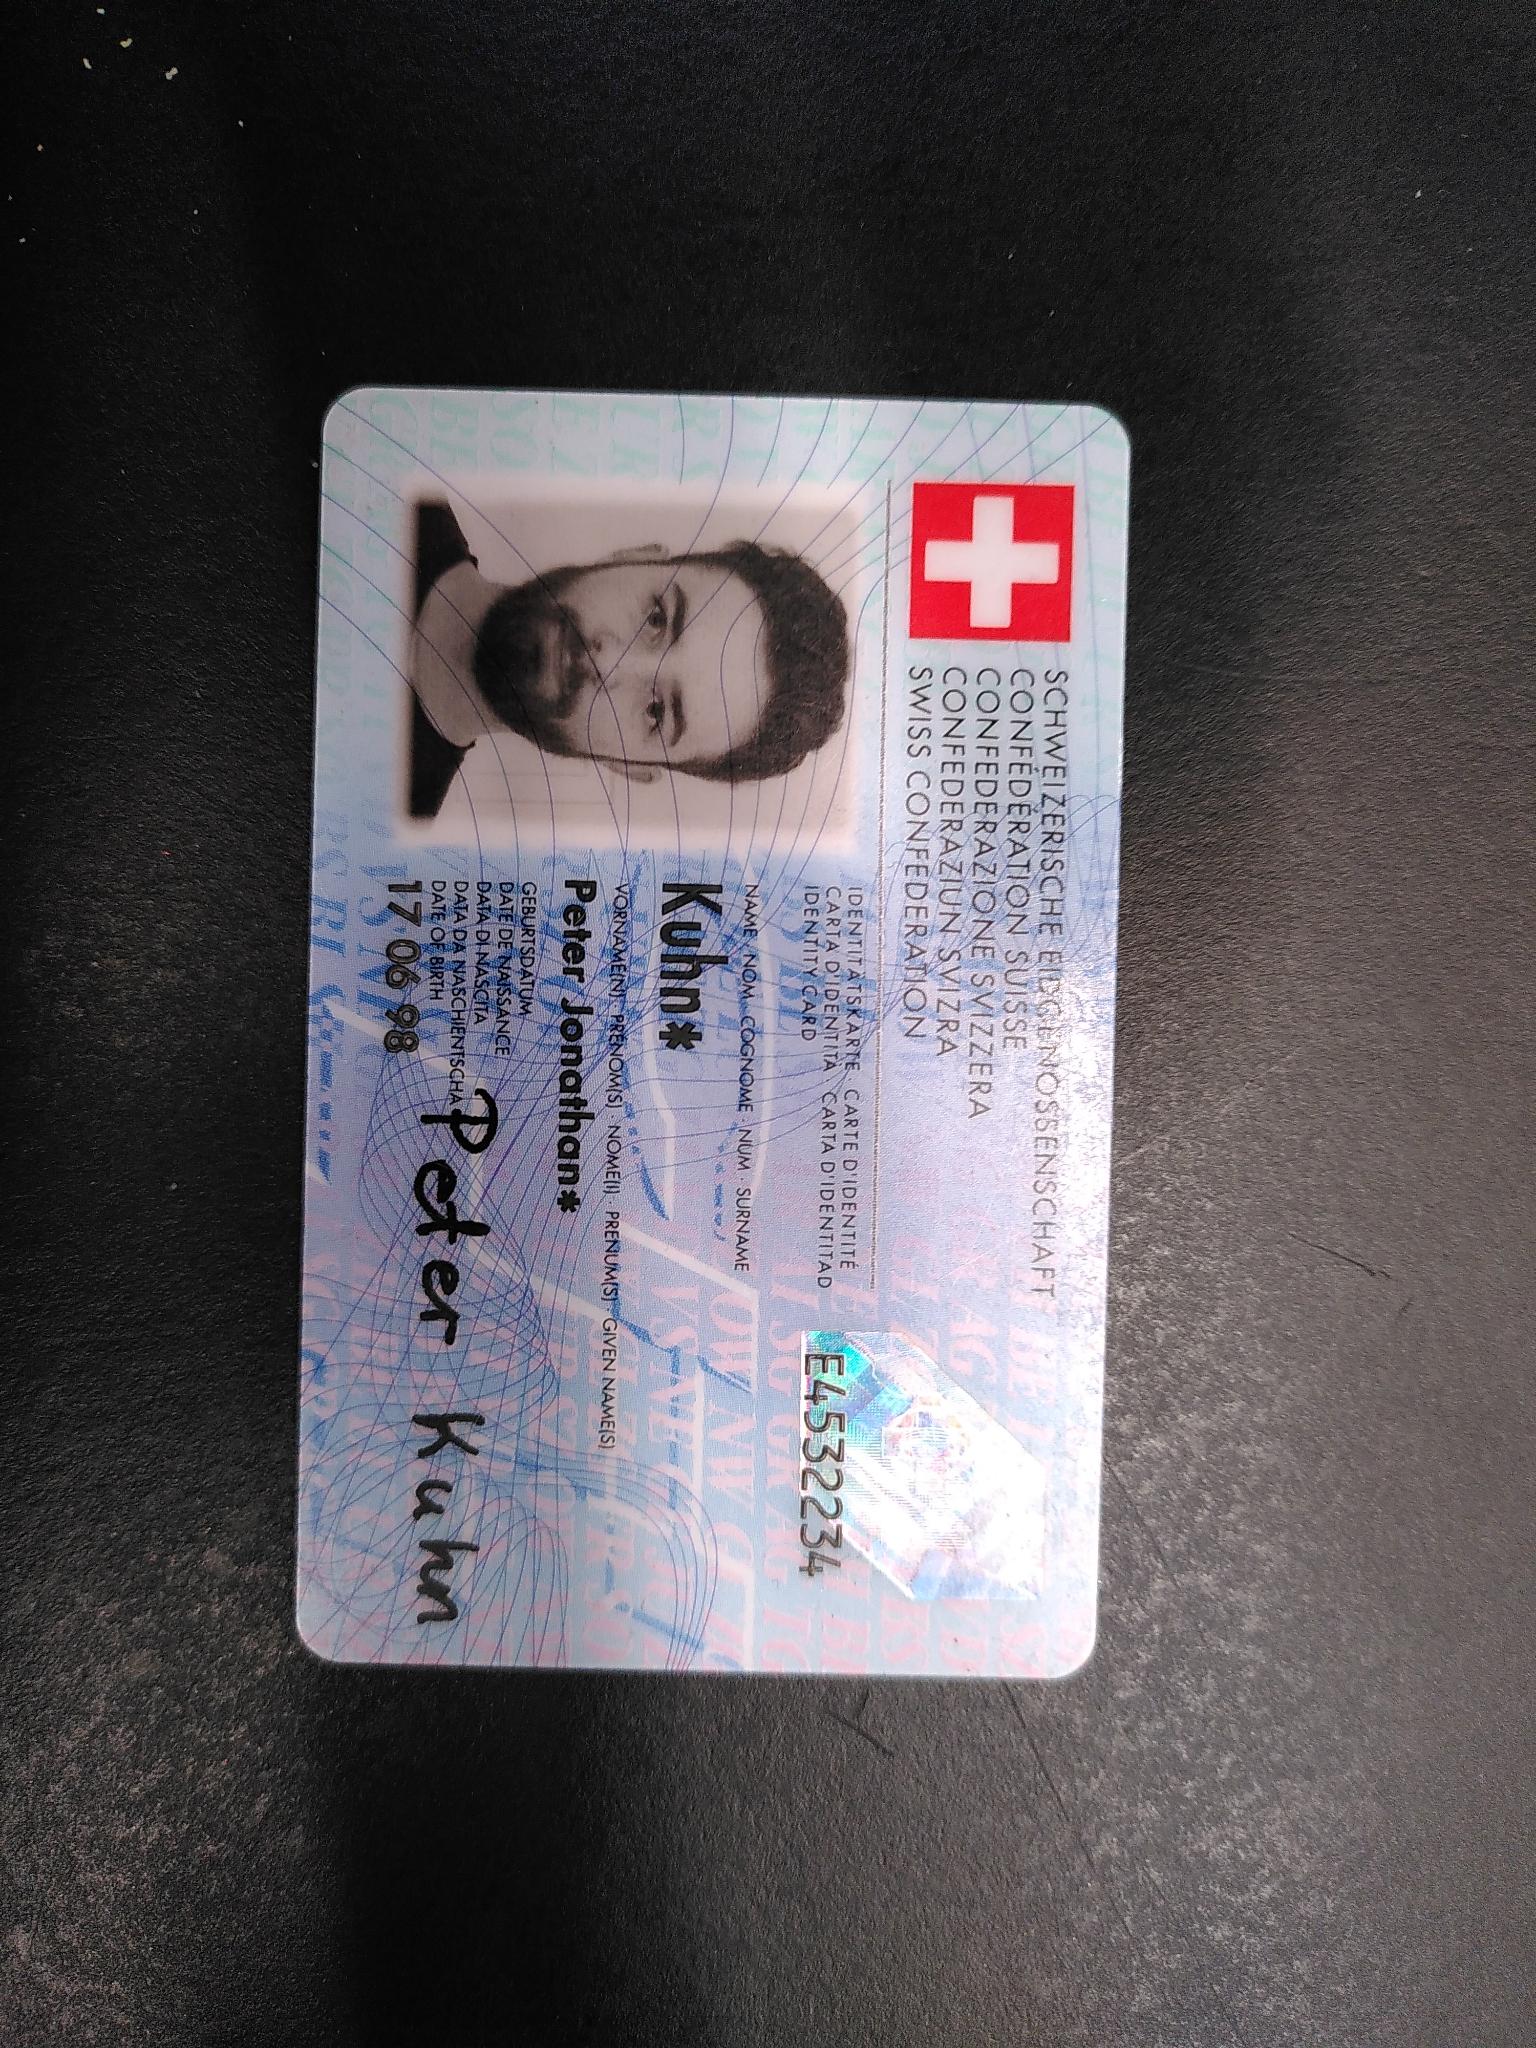 SCHWEIZERISCHE EIDGENOSSENSCHAFT
CONFÉDÉRATION SUISSE
CONFEDERAZIONE SVIZZERA
CONFEDERAZIUN SVIZRA
SWISS CONFEDERATION
IDENTITÄTSKARTE · CARTE D'IDENTITÉ
CARTA D'IDENTITÀ · CARTA D'IDENTITAD
IDENTITY CARD
E4532234
NAME · NOM · COGNOME · NUM · SURNAME
Kuhn*
VORNAME(N) · PRÉNOM(S) · NOME(I) · PRENUM(S) · GIVEN NAME(S)
Peter Jonathan*
GEBURTSDATUM
DATE DE NAISSANCE
DATA DI NASCITA
DATA DA NASCHIENTSCHA
DATE OF BIRTH
17 06 98
Peter Kuhn